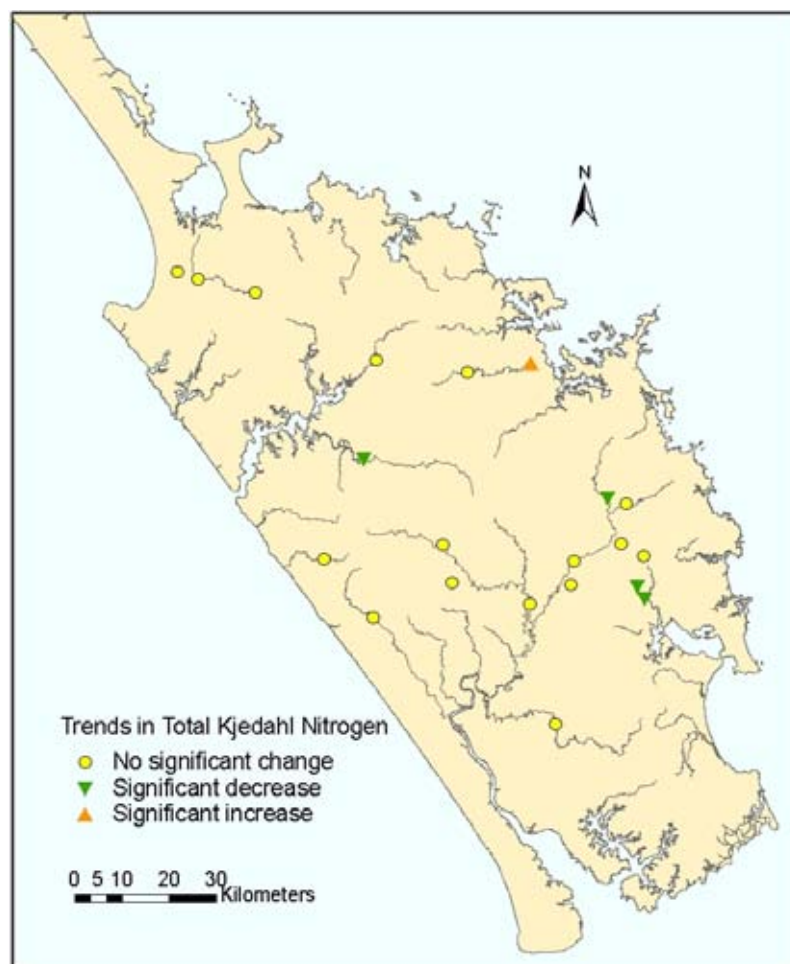 N
Trends in Total Kjedahl Nitrogen
No significant change
Significant decrease
Significant increase
0 5 10 20 30 Kilometers